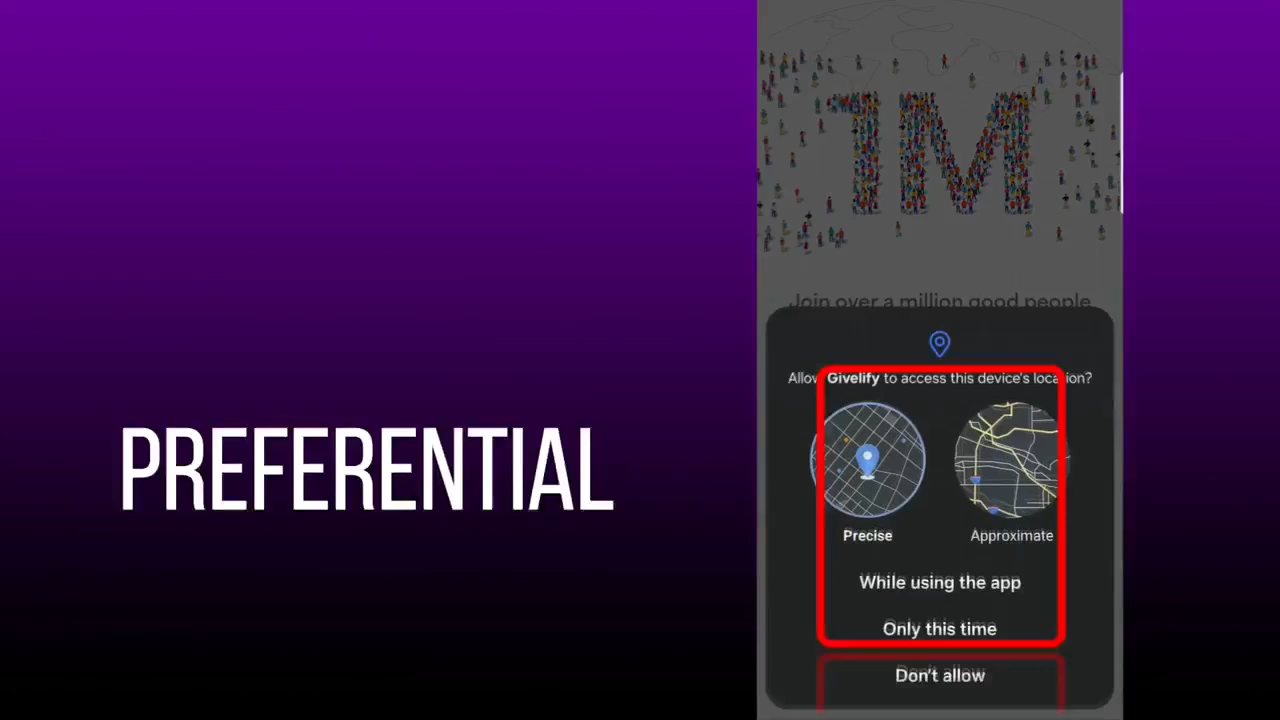 PREFERENTIAL
1M
Join over a million good people
Allow Givelify to access this device's location?
Precise
Approximate
While using the app
Only this time
Don't allow